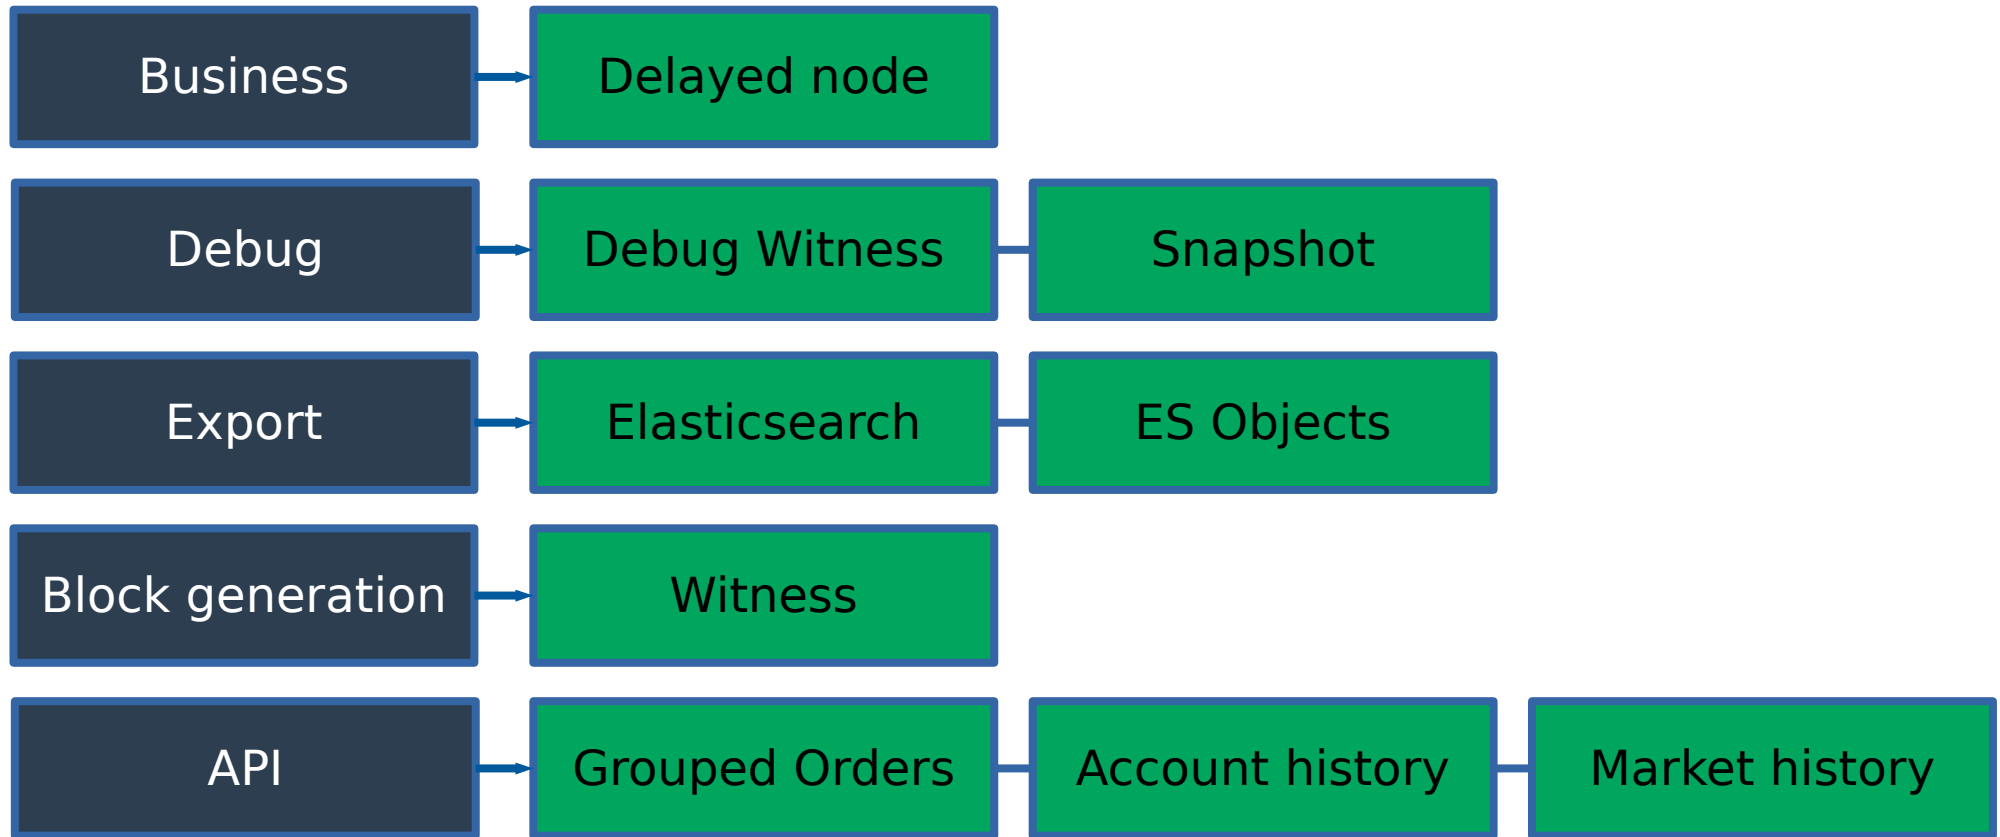 Business
Delayed node
Debug
Debug Witness
Snapshot
Export
Elasticsearch
ES Objects
Block generation
Witness
API
Grouped Orders
Account history
Market history